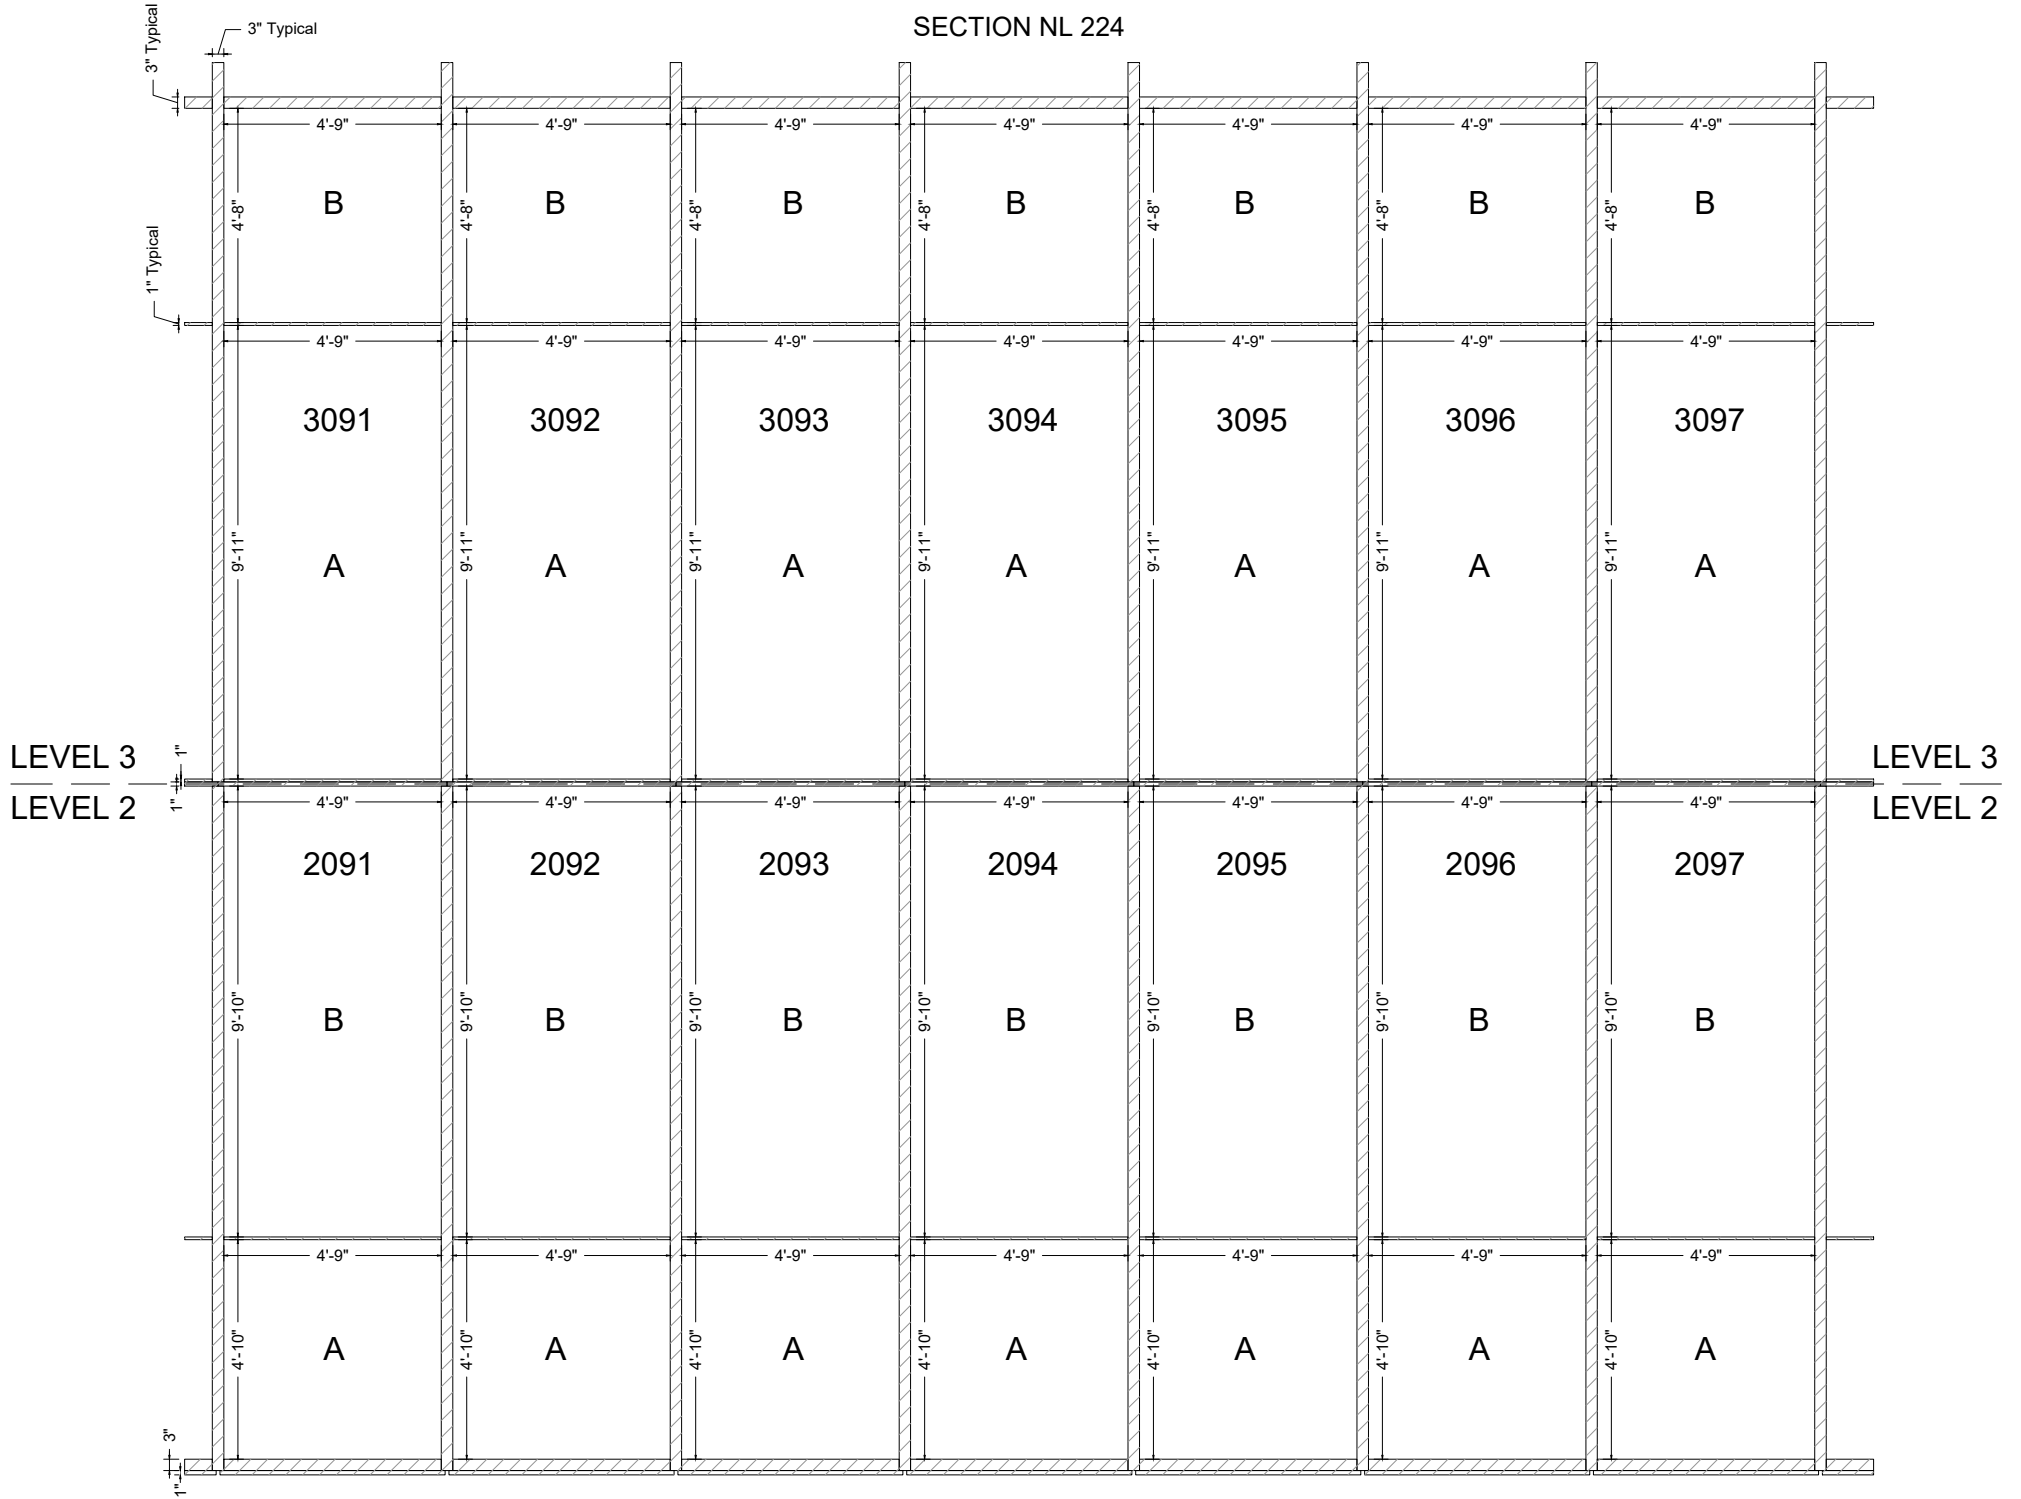 SECTION NL 224
3" Typical
3" Typical
4'-9" 4'-9" 4'-9" 4'-9" 4'-9" 4'-9" 4'-9"
B B B B B B B
4'-8" 4'-8" 4'-8" 4'-8" 4'-8" 4'-8" 4'-8"
1" Typical
4'-9" 4'-9" 4'-9" 4'-9" 4'-9" 4'-9" 4'-9"
3091 3092 3093 3094 3095 3096 3097
9'-11" 9'-11" 9'-11" 9'-11" 9'-11" 9'-11" 9'-11"
A A A A A A A
LEVEL 3 1" LEVEL 3
LEVEL 2 1" LEVEL 2
4'-9" 4'-9" 4'-9" 4'-9" 4'-9" 4'-9" 4'-9"
2091 2092 2093 2094 2095 2096 2097
9'-10" 9'-10" 9'-10" 9'-10" 9'-10" 9'-10" 9'-10"
B B B B B B B
4'-9" 4'-9" 4'-9" 4'-9" 4'-9" 4'-9" 4'-9"
4'-10" 4'-10" 4'-10" 4'-10" 4'-10" 4'-10" 4'-10"
A A A A A A A
3"
1"